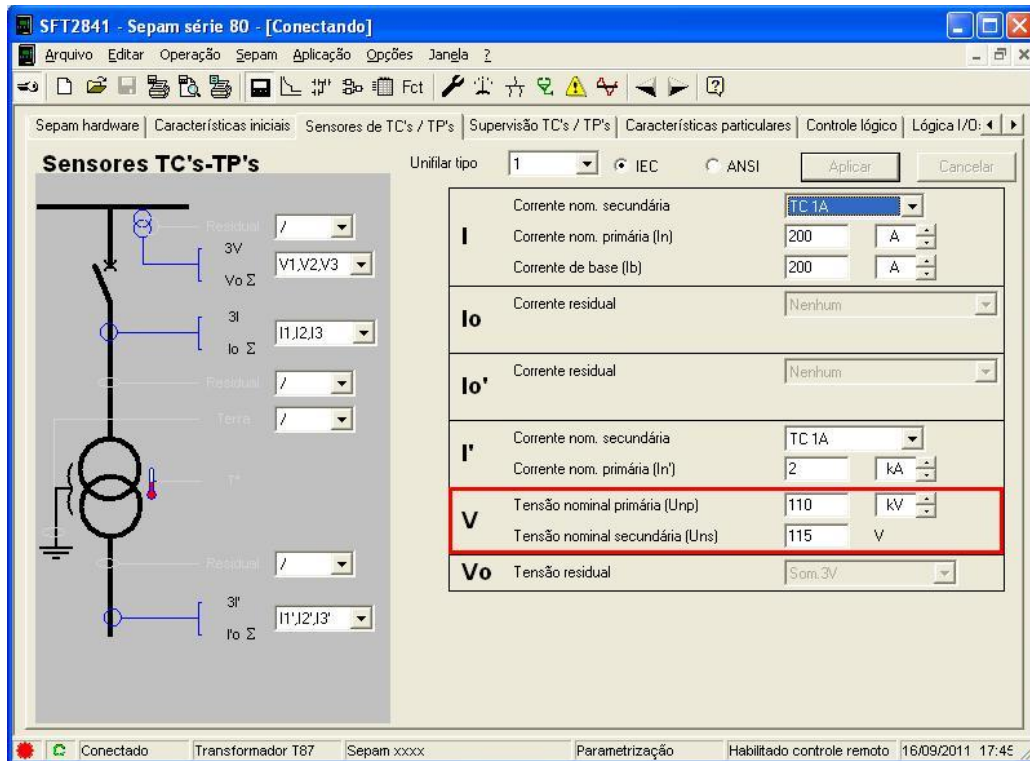 SFT2841 - Sepam série 80 - [Conectando]
Arquivo Editar Operação Sepam Aplicação Opções Janela ?
Fct
Sepam hardware Características iniciais Sensores de TC's / TP's Supervisão TC's / TP's Características particulares Controle lógico Lógica I/O:
Sensores TC's-TP's
Unifilar tipo 1 IEC ANSI Aplicar Cancelar
Residual /
3V
Vo Σ
V1,V2,V3
3I
Io Σ
I1,I2,I3
Residual /
Terra /
T°
Residual /
3I'
I'o Σ
I1',I2',I3'
I
Corrente nom. secundária TC 1A
Corrente nom. primária (In) 200 A
Corrente de base (Ib) 200 A
Io
Corrente residual Nenhum
Io'
Corrente residual Nenhum
I'
Corrente nom. secundária TC 1A
Corrente nom. primária (In') 2 kA
V
Tensão nominal primária (Unp) 110 kV
Tensão nominal secundária (Uns) 115 V
Vo Tensão residual Som.3V
Conectado Transformador T87 Sepam xxxx Parametrização Habilitado controle remoto 16/09/2011 17:45